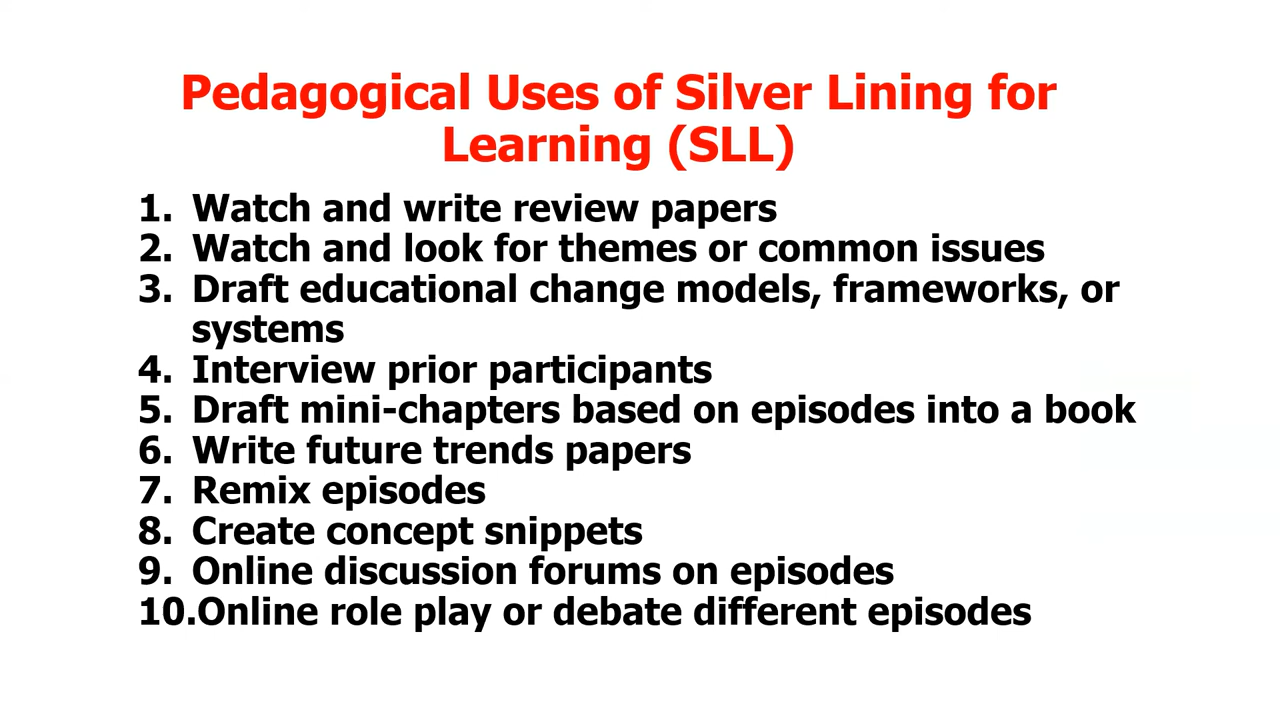 Pedagogical Uses of Silver Lining for
Learning (SLL)
1. Watch and write review papers
2. Watch and look for themes or common issues
3. Draft educational change models, frameworks, or
systems
4. Interview prior participants
5. Draft mini-chapters based on episodes into a book
6. Write future trends papers
7. Remix episodes
8. Create concept snippets
9. Online discussion forums on episodes
10.Online role play or debate different episodes